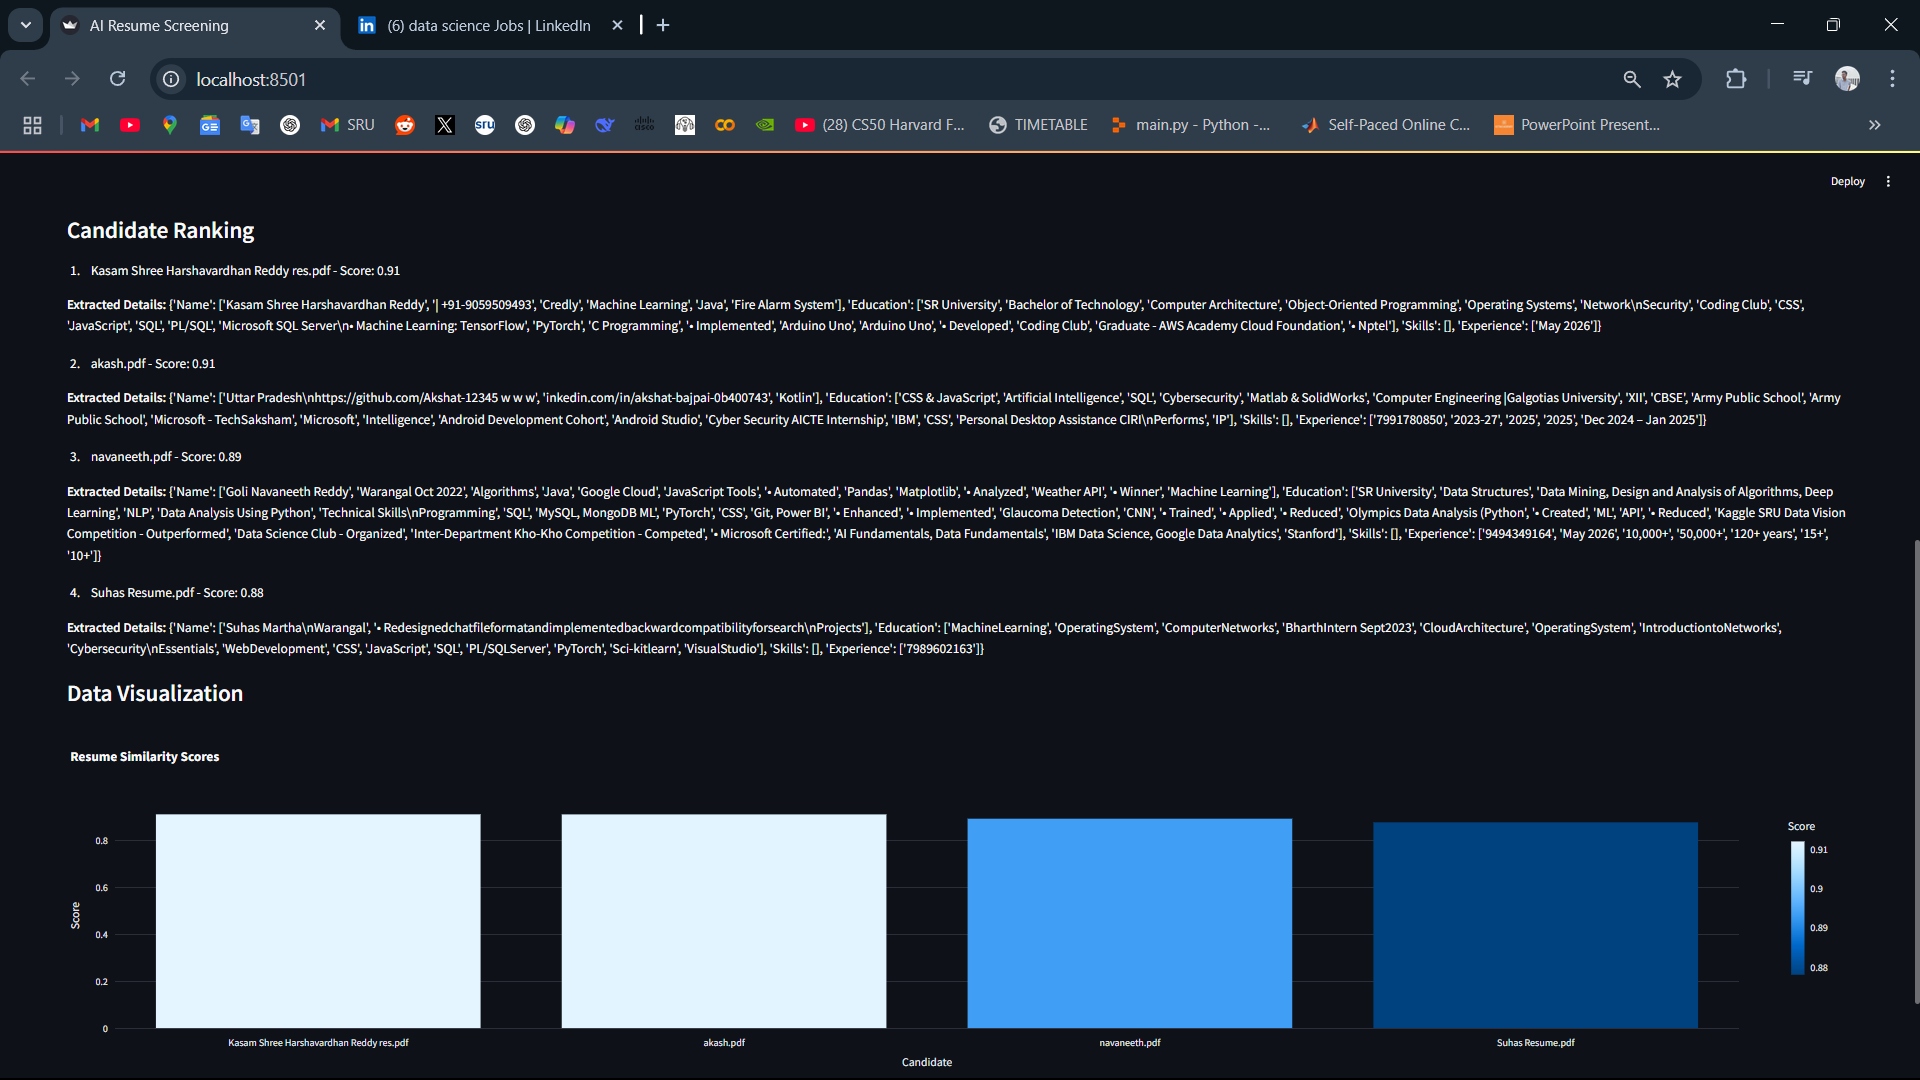 AI Resume Screening
(6) data science Jobs | LinkedIn
localhost:8501
SRU
(28) CS50 Harvard F...
TIMETABLE
main.py - Python -...
Self-Paced Online C...
PowerPoint Present...
Deploy
Candidate Ranking
1. Kasam Shree Harshavardhan Reddy res.pdf - Score: 0.91
Extracted Details: {'Name': ['Kasam Shree Harshavardhan Reddy', '| +91-9059509493', 'Credly', 'Machine Learning', 'Java', 'Fire Alarm System'], 'Education': ['SR University', 'Bachelor of Technology', 'Computer Architecture', 'Object-Oriented Programming', 'Operating Systems', 'Network\nSecurity', 'Coding Club', 'CSS',
'JavaScript', 'SQL', 'PL/SQL', 'Microsoft SQL Server\n• Machine Learning: TensorFlow', 'PyTorch', 'C Programming', '• Implemented', 'Arduino Uno', 'Arduino Uno', '• Developed', 'Coding Club', 'Graduate - AWS Academy Cloud Foundation', '• Nptel'], 'Skills': [], 'Experience': ['May 2026']}
2. akash.pdf - Score: 0.91
Extracted Details: {'Name': ['Uttar Pradesh\nhttps://github.com/Akshat-12345 w w w', 'inkedin.com/in/akshat-bajpai-0b400743', 'Kotlin'], 'Education': ['CSS & JavaScript', 'Artificial Intelligence', 'SQL', 'Cybersecurity', 'Matlab & SolidWorks', 'Computer Engineering |Galgotias University', 'XII', 'CBSE', 'Army Public School', 'Army
Public School', 'Microsoft - TechSaksham', 'Microsoft', 'Intelligence', 'Android Development Cohort', 'Android Studio', 'Cyber Security AICTE Internship', 'IBM', 'CSS', 'Personal Desktop Assistance CIRI\nPerforms', 'IP'], 'Skills': [], 'Experience': ['7991780850', '2023-27', '2025', '2025', 'Dec 2024 – Jan 2025']}
3. navaneeth.pdf - Score: 0.89
Extracted Details: {'Name': ['Goli Navaneeth Reddy', 'Warangal Oct 2022', 'Algorithms', 'Java', 'Google Cloud', 'JavaScript Tools', '• Automated', 'Pandas', 'Matplotlib', '• Analyzed', 'Weather API', '• Winner', 'Machine Learning'], 'Education': ['SR University', 'Data Structures', 'Data Mining, Design and Analysis of Algorithms, Deep
Learning', 'NLP', 'Data Analysis Using Python', 'Technical Skills\nProgramming', 'SQL', 'MySQL, MongoDB ML', 'PyTorch', 'CSS', 'Git, Power BI', '• Enhanced', '• Implemented', 'Glaucoma Detection', 'CNN', '• Trained', '• Applied', '• Reduced', 'Olympics Data Analysis (Python', '• Created', 'ML', 'API', '• Reduced', 'Kaggle SRU Data Vision
Competition - Outperformed', 'Data Science Club - Organized', 'Inter-Department Kho-Kho Competition - Competed', '• Microsoft Certified:', 'AI Fundamentals, Data Fundamentals', 'IBM Data Science, Google Data Analytics', 'Stanford'], 'Skills': [], 'Experience': ['9494349164', 'May 2026', '10,000+', '50,000+', '120+ years', '15+',
'10+']}
4. Suhas Resume.pdf - Score: 0.88
Extracted Details: {'Name': ['Suhas Martha\nWarangal', '• Redesignedchatfileformatandimplementedbackwardcompatibilityforsearch\nProjects'], 'Education': ['MachineLearning', 'OperatingSystem', 'ComputerNetworks', 'BharthIntern Sept2023', 'CloudArchitecture', 'OperatingSystem', 'IntroductiontoNetworks',
'Cybersecurity\nEssentials', 'WebDevelopment', 'CSS', 'JavaScript', 'SQL', 'PL/SQLServer', 'PyTorch', 'Sci-kitlearn', 'VisualStudio'], 'Skills': [], 'Experience': ['7989602163']}
Data Visualization
Resume Similarity Scores
Score
0.8
0.6
0.4
0.2
0
Score
0.91
0.9
0.89
0.88
Kasam Shree Harshavardhan Reddy res.pdf
akash.pdf
navaneeth.pdf
Suhas Resume.pdf
Candidate